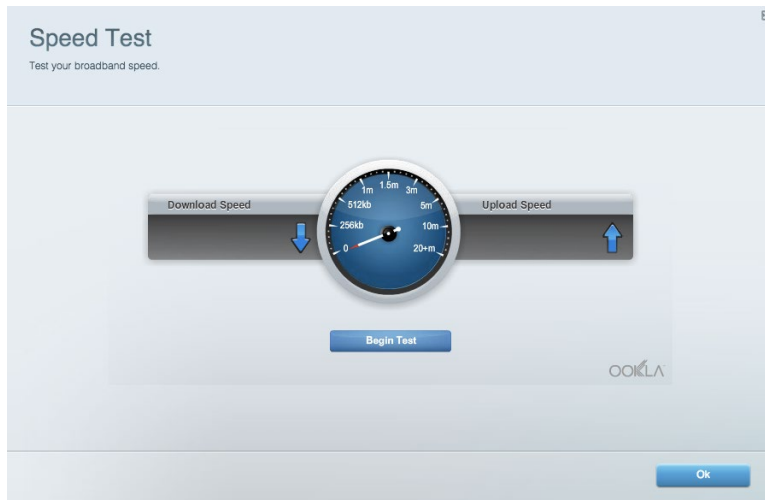 Speed Test
Test your broadband speed.
Download Speed
Upload Speed
0
256kb
512kb
1m
1.5m
3m
5m
10m
20+m
Begin Test
OOKLA
Ok